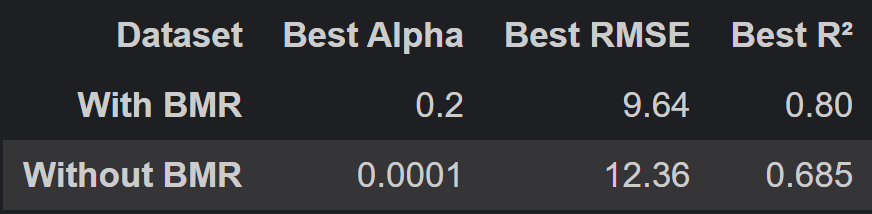 Dataset Best Alpha Best RMSE Best R²
With BMR 0.2 9.64 0.80
Without BMR 0.0001 12.36 0.685